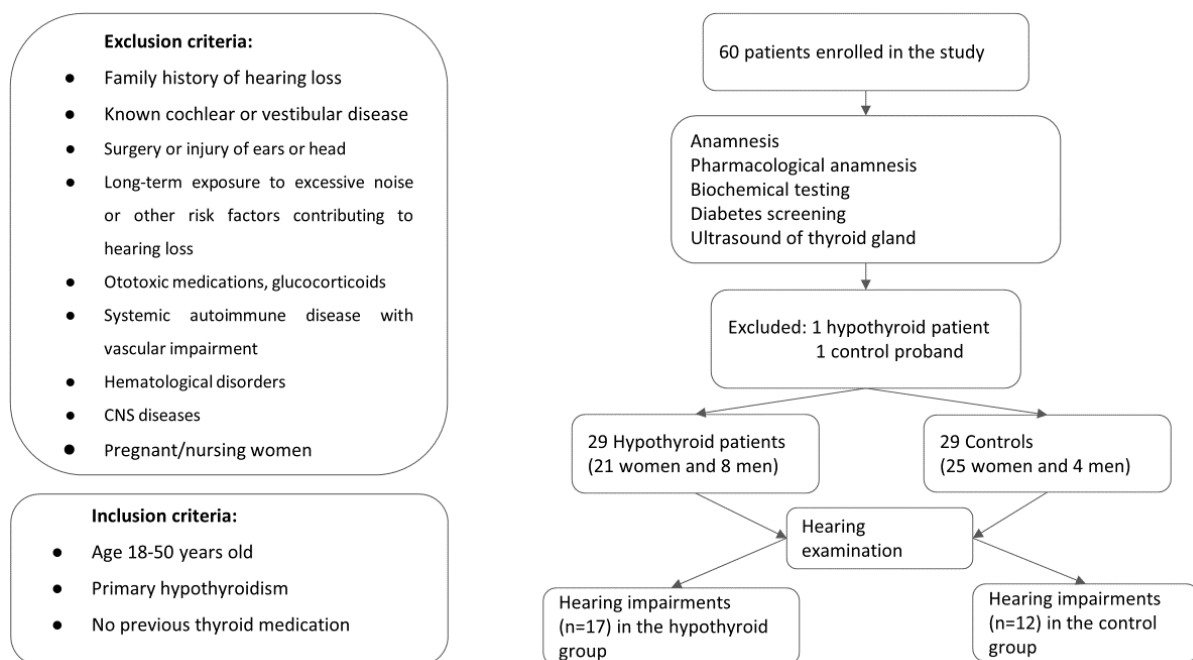 Exclusion criteria:
● Family history of hearing loss
● Known cochlear or vestibular disease
● Surgery or injury of ears or head
● Long-term exposure to excessive noise
or other risk factors contributing to
hearing loss
● Ototoxic medications, glucocorticoids
● Systemic autoimmune disease with
vascular impairment
● Hematological disorders
● CNS diseases
● Pregnant/nursing women
Inclusion criteria:
● Age 18-50 years old
● Primary hypothyroidism
● No previous thyroid medication
60 patients enrolled in the study
Anamnesis
Pharmacological anamnesis
Biochemical testing
Diabetes screening
Ultrasound of thyroid gland
Excluded: 1 hypothyroid patient
1 control proband
29 Hypothyroid patients
(21 women and 8 men)
29 Controls
(25 women and 4 men)
Hearing
examination
Hearing impairments
(n=17) in the hypothyroid
group
Hearing impairments
(n=12) in the control
group